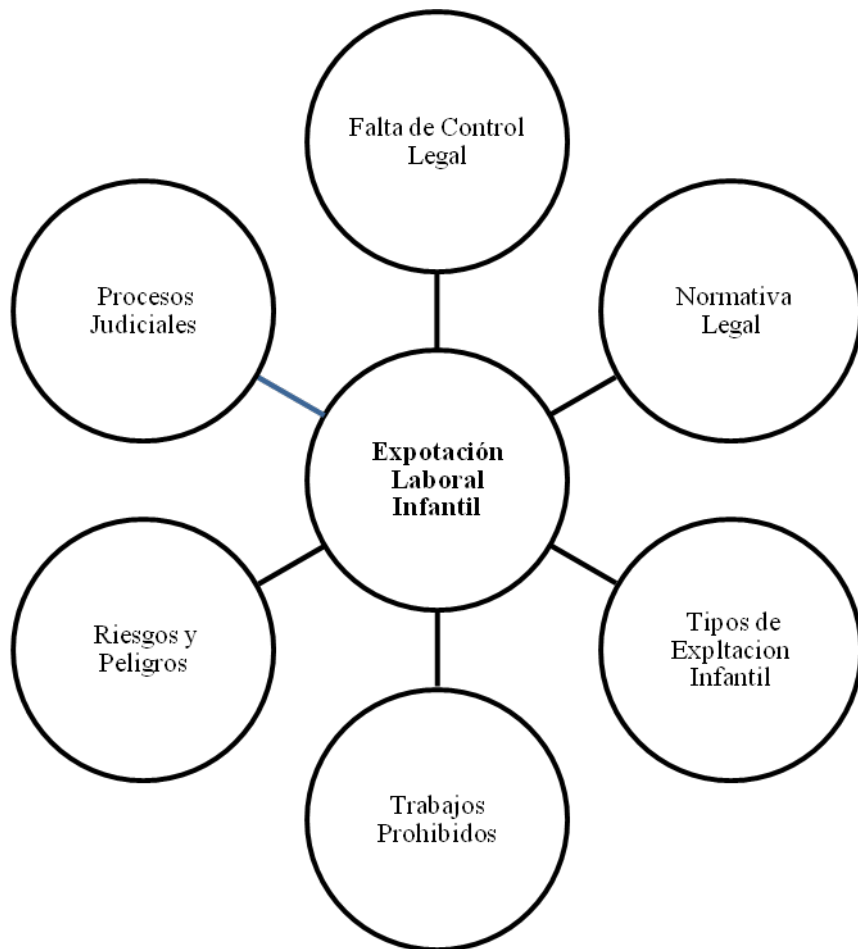 Falta de Control
Legal
Procesos
Judiciales
Normativa
Legal
Expotación
Laboral
Infantil
Riesgos y
Peligros
Tipos de
Expltacion
Infantil
Trabajos
Prohibidos